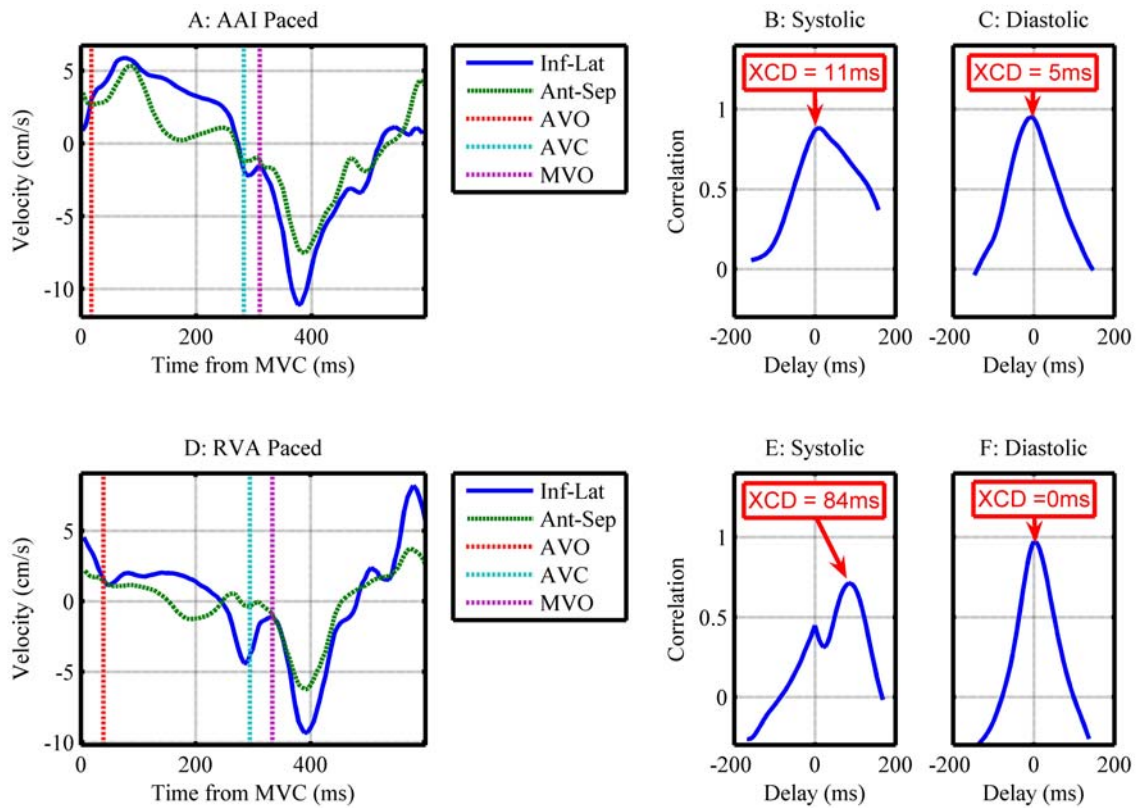 A: AAI Paced
B: Systolic
C: Diastolic
Velocity (cm/s)
5
0
-5
-10
0
200
400
Time from MVC (ms)
Inf-Lat
Ant-Sep
AVO
AVC
MVO
XCD = 11ms
Correlation
1
0.5
0
-200
0
200
Delay (ms)
XCD = 5ms
-200
0
200
Delay (ms)
D: RVA Paced
E: Systolic
F: Diastolic
Velocity (cm/s)
5
0
-5
-10
0
200
400
Time from MVC (ms)
Inf-Lat
Ant-Sep
AVO
AVC
MVO
XCD = 84ms
Correlation
1
0.5
0
-200
0
200
Delay (ms)
XCD =0ms
-200
0
200
Delay (ms)